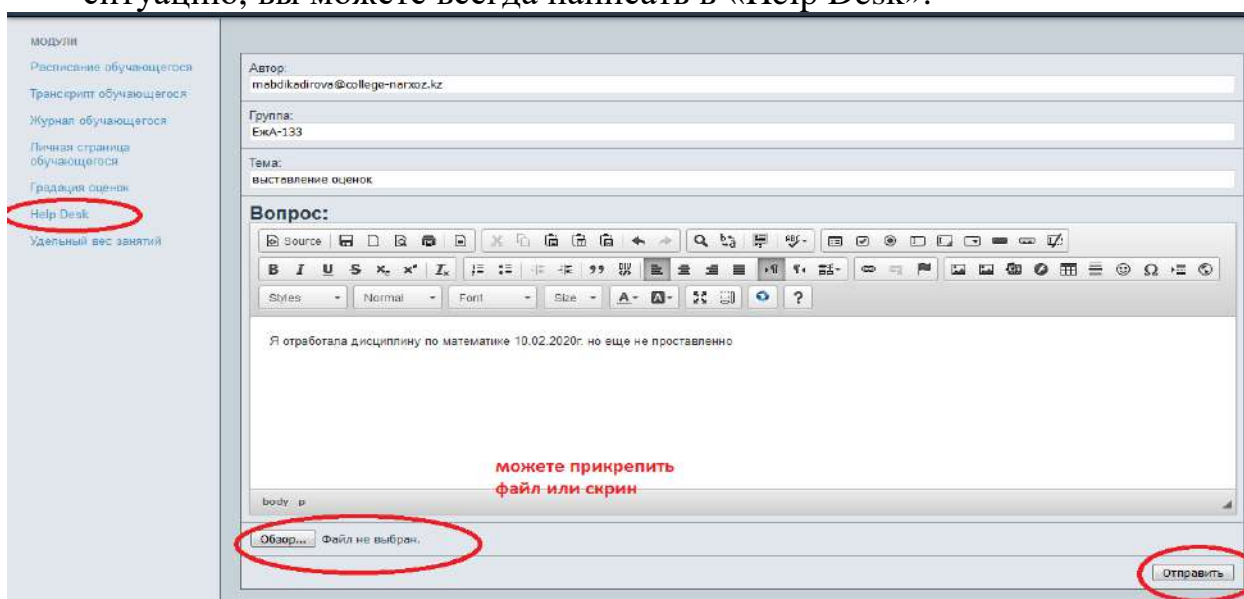 ситуацию, вы можете всегда написать в «Help Desk».
модули
Расписание обучающегося
Транскрипт обучающегося
Журнал обучающегося
Личная страница
обучающегося
Градация оценок
Help Desk
Удельный вес занятий
Автор:
mabdikadirova@college-narxoz.kz
Группа:
ЕжА-133
Тема:
выставление оценок
Вопрос:
Source
Styles Normal Font Size
Я отработала дисциплину по математике 10.02.2020г. но еще не проставленно
можете прикрепить
файл или скрин
body p
Обзор... Файл не выбран.
Отправить